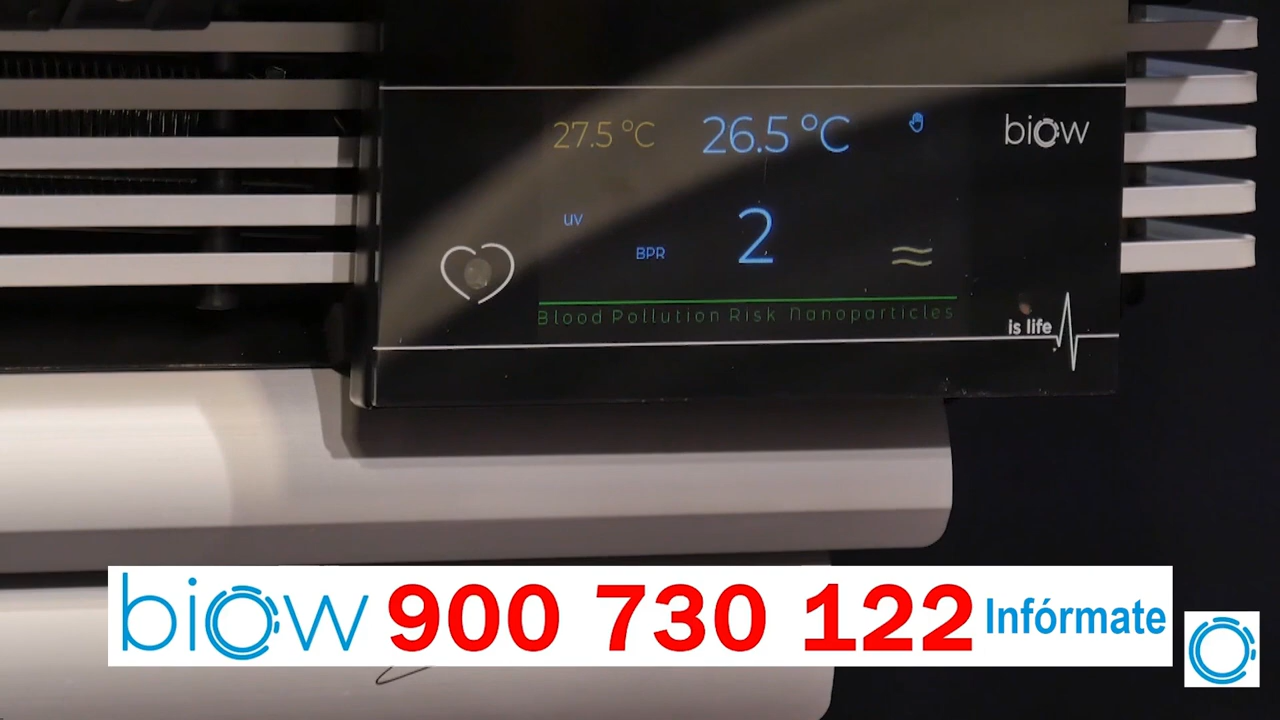 27.5 °C 26.5 °C
biow
UV
BPR 2
Blood Pollution Risk Nanoparticles
is life
biow 900 730 122 Infórmate